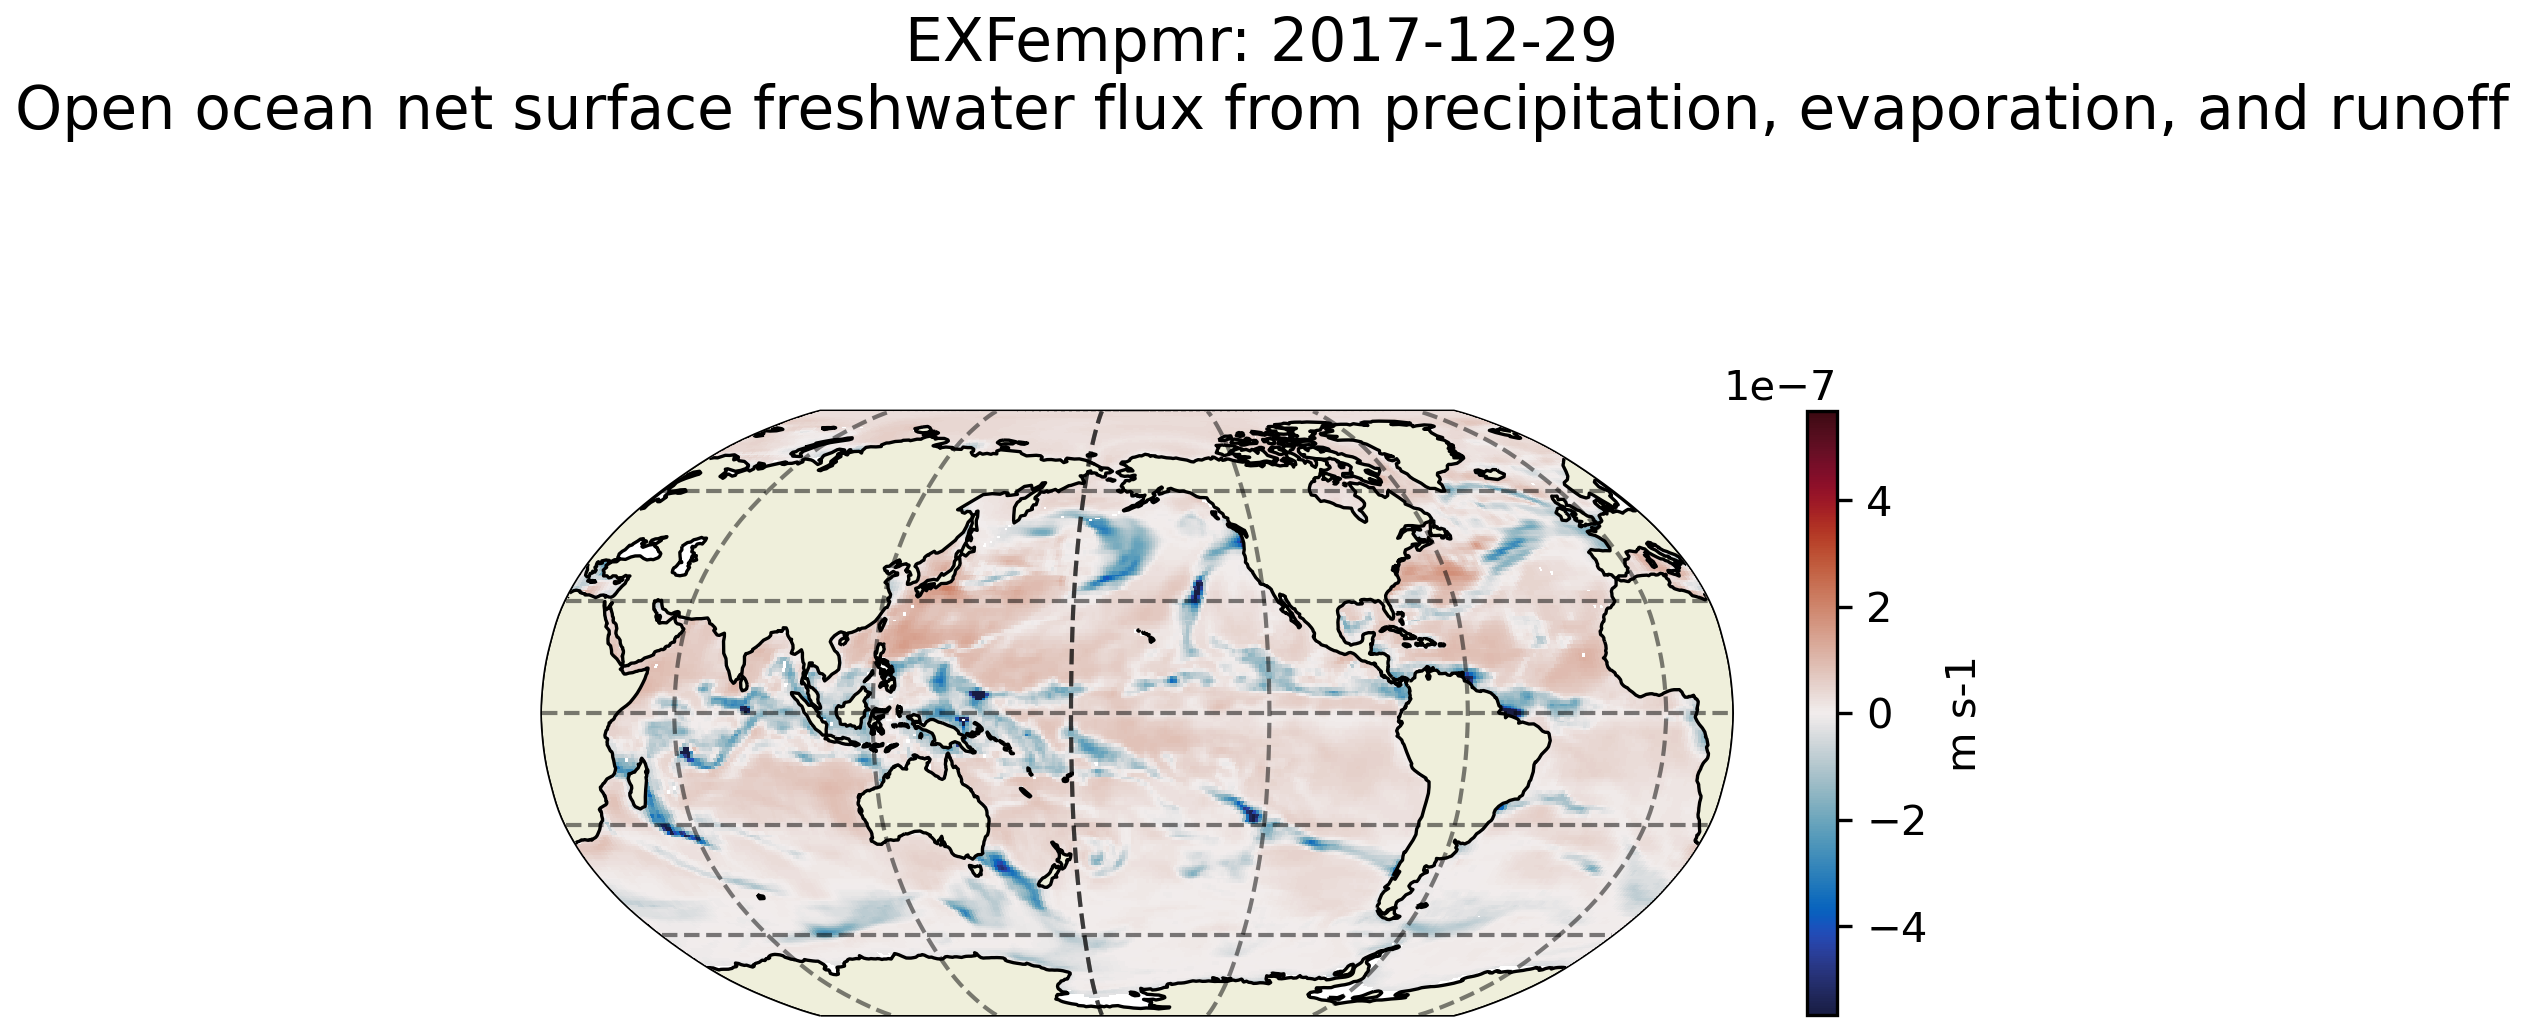 EXFempmr: 2017-12-29
Open ocean net surface freshwater flux from precipitation, evaporation, and runoff
1e−7
4
2
0
−2
−4
m s-1